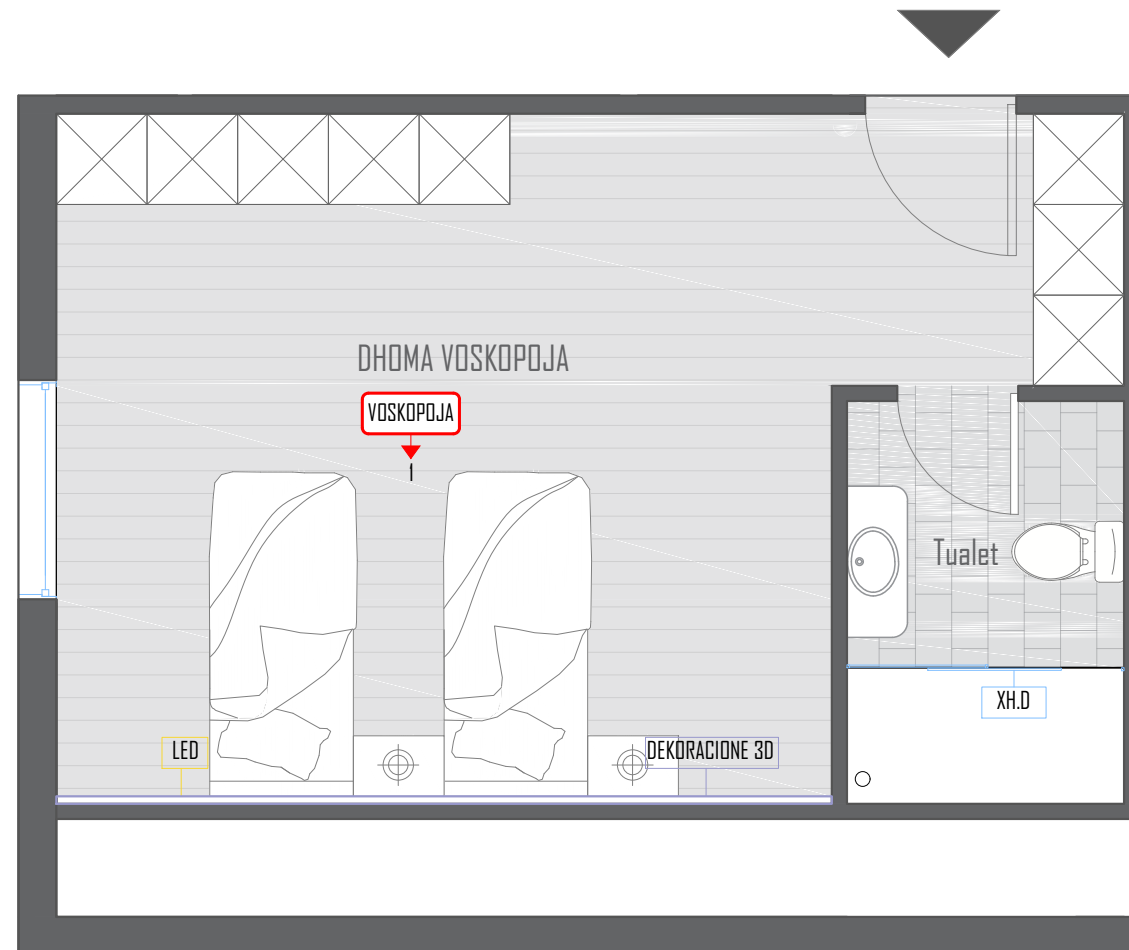 DHOMA VOSKOPOJA
VOSKOPOJA
1
Tualet
XH.D
LED
DEKORACIONE 3D